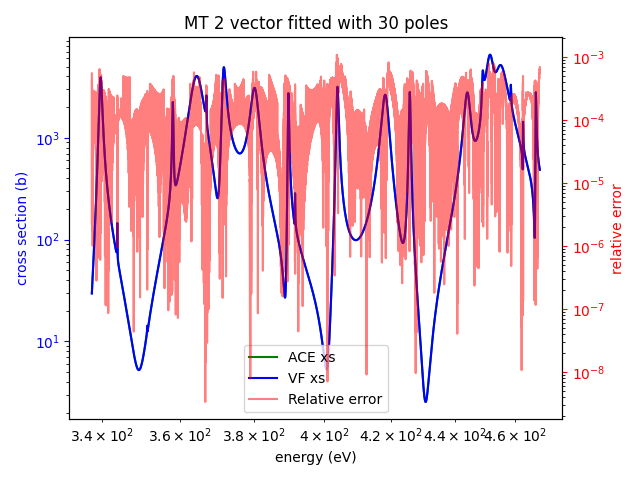 MT 2 vector fitted with 30 poles
cross section (b)
10³
10²
10¹
10⁻³
10⁻⁴
10⁻⁵
10⁻⁶
10⁻⁷
10⁻⁸
relative error
ACE xs
VF xs
Relative error
3.4 × 10² 3.6 × 10² 3.8 × 10² 4 × 10² 4.2 × 10² 4.4 × 10² 4.6 × 10²
energy (eV)